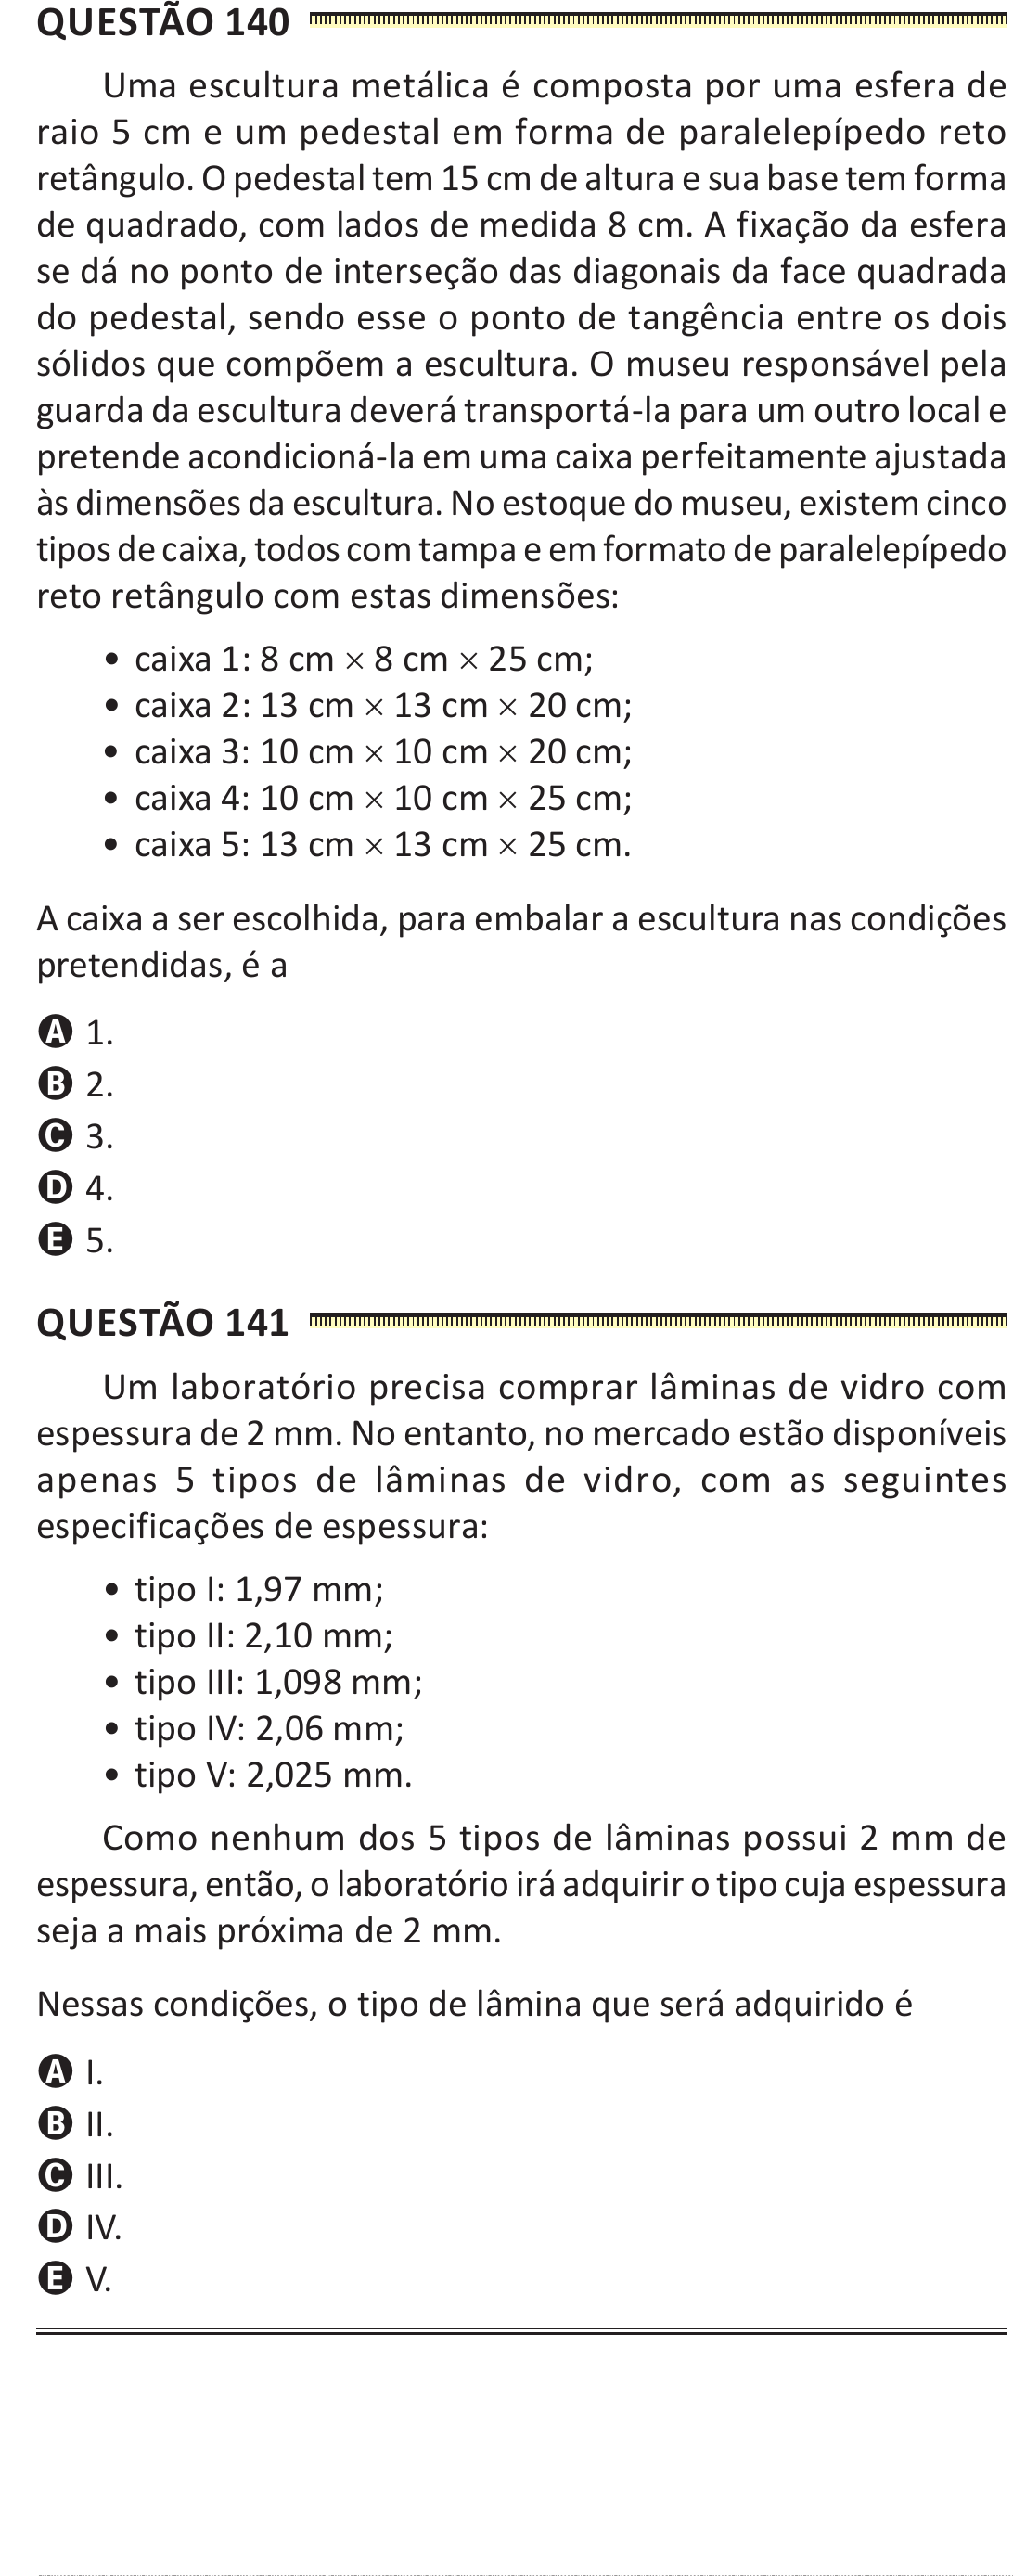 QUESTÃO 140
Uma escultura metálica é composta por uma esfera de
raio 5 cm e um pedestal em forma de paralelepípedo reto
retângulo. O pedestal tem 15 cm de altura e sua base tem forma
de quadrado, com lados de medida 8 cm. A fixação da esfera
se dá no ponto de interseção das diagonais da face quadrada
do pedestal, sendo esse o ponto de tangência entre os dois
sólidos que compõem a escultura. O museu responsável pela
guarda da escultura deverá transportá-la para um outro local e
pretende acondicioná-la em uma caixa perfeitamente ajustada
às dimensões da escultura. No estoque do museu, existem cinco
tipos de caixa, todos com tampa e em formato de paralelepípedo
reto retângulo com estas dimensões:
• caixa 1: 8 cm × 8 cm × 25 cm;
• caixa 2: 13 cm × 13 cm × 20 cm;
• caixa 3: 10 cm × 10 cm × 20 cm;
• caixa 4: 10 cm × 10 cm × 25 cm;
• caixa 5: 13 cm × 13 cm × 25 cm.
A caixa a ser escolhida, para embalar a escultura nas condições
pretendidas, é a
A 1.
B 2.
C 3.
D 4.
E 5.
QUESTÃO 141
Um laboratório precisa comprar lâminas de vidro com
espessura de 2 mm. No entanto, no mercado estão disponíveis
apenas 5 tipos de lâminas de vidro, com as seguintes
especificações de espessura:
• tipo I: 1,97 mm;
• tipo II: 2,10 mm;
• tipo III: 1,098 mm;
• tipo IV: 2,06 mm;
• tipo V: 2,025 mm.
Como nenhum dos 5 tipos de lâminas possui 2 mm de
espessura, então, o laboratório irá adquirir o tipo cuja espessura
seja a mais próxima de 2 mm.
Nessas condições, o tipo de lâmina que será adquirido é
A I.
B II.
C III.
D IV.
E V.